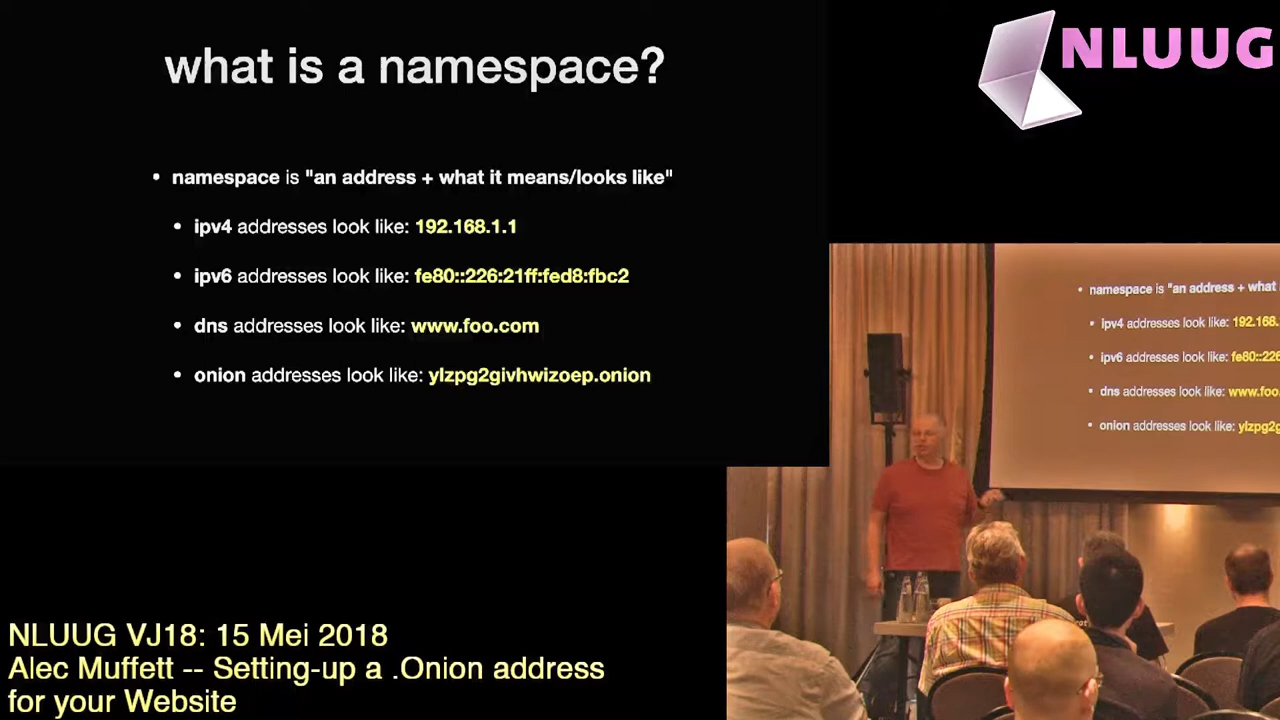 what is a namespace?
NLUUG
• namespace is "an address + what it means/looks like"
• ipv4 addresses look like: 192.168.1.1
• ipv6 addresses look like: fe80::226:21ff:fed8:fbc2
• dns addresses look like: www.foo.com
• onion addresses look like: ylzpg2givhwizoep.onion
• namespace is "an address + what
• ipv4 addresses look like: 192.168.
• ipv6 addresses look like: fe80::226
• dns addresses look like: www.foo
• onion addresses look like: ylzpg2g
NLUUG VJ18: 15 Mei 2018
Alec Muffett -- Setting-up a .Onion address
for your Website